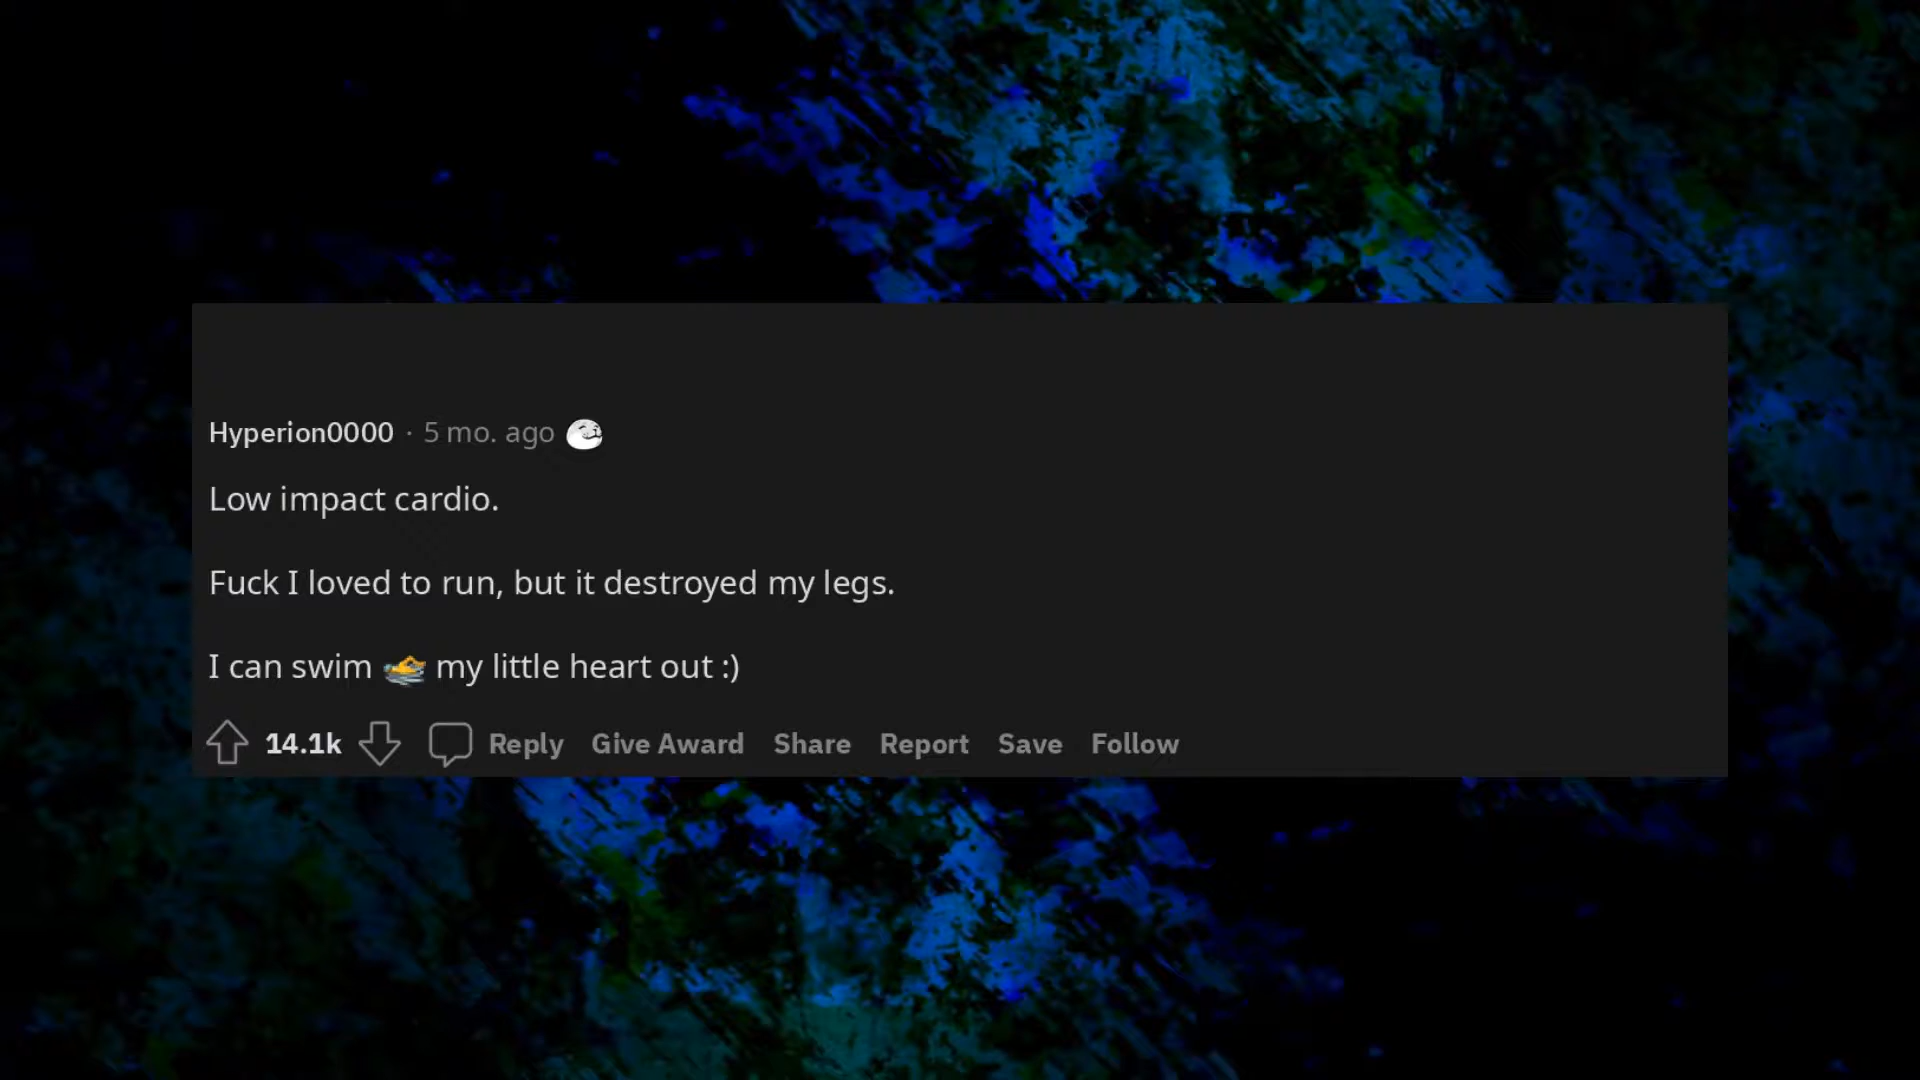 Hyperion0000 · 5 mo. ago
Low impact cardio.
Fuck I loved to run, but it destroyed my legs.
I can swim 🏊 my little heart out :)
14.1k Reply Give Award Share Report Save Follow